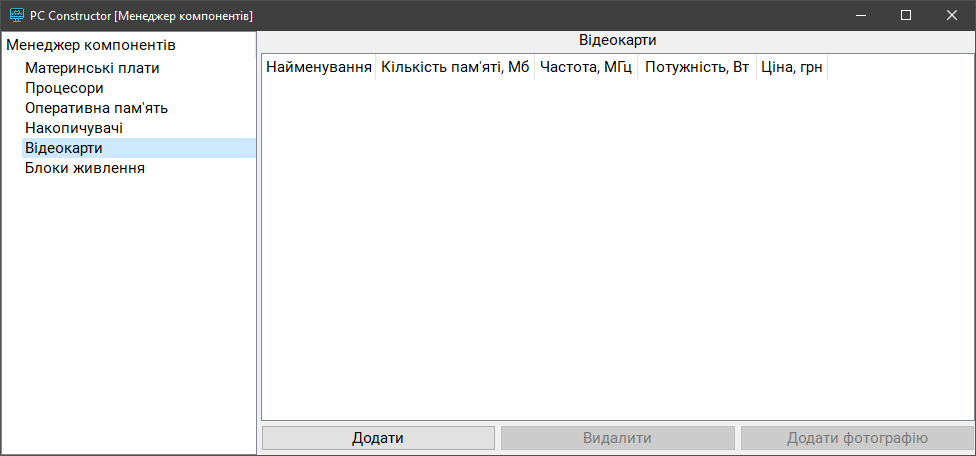 PC Constructor [Менеджер компонентів]
Менеджер компонентів
Материнські плати
Процесори
Оперативна пам'ять
Накопичувачі
Відеокарти
Блоки живлення
Відеокарти
Найменування Кількість пам'яті, Мб Частота, МГц Потужність, Вт Ціна, грн
Додати Видалити Додати фотографію